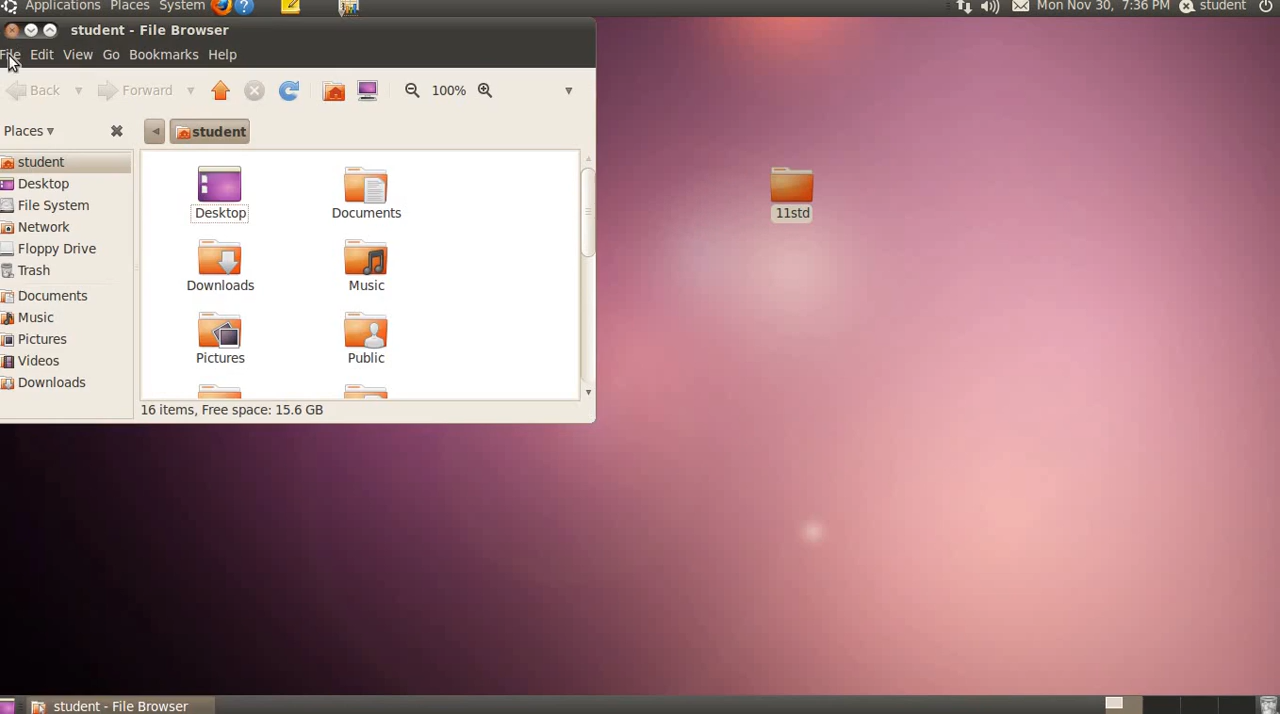 Applications Places System Mon Nov 30, 7:36 PM student
student - File Browser
File Edit View Go Bookmarks Help
Back Forward 100%
Places student
student
Desktop
File System
Network
Floppy Drive
Trash
Documents
Music
Pictures
Videos
Downloads
Desktop Documents
Downloads Music
Pictures Public
16 items, Free space: 15.6 GB
11std
student - File Browser